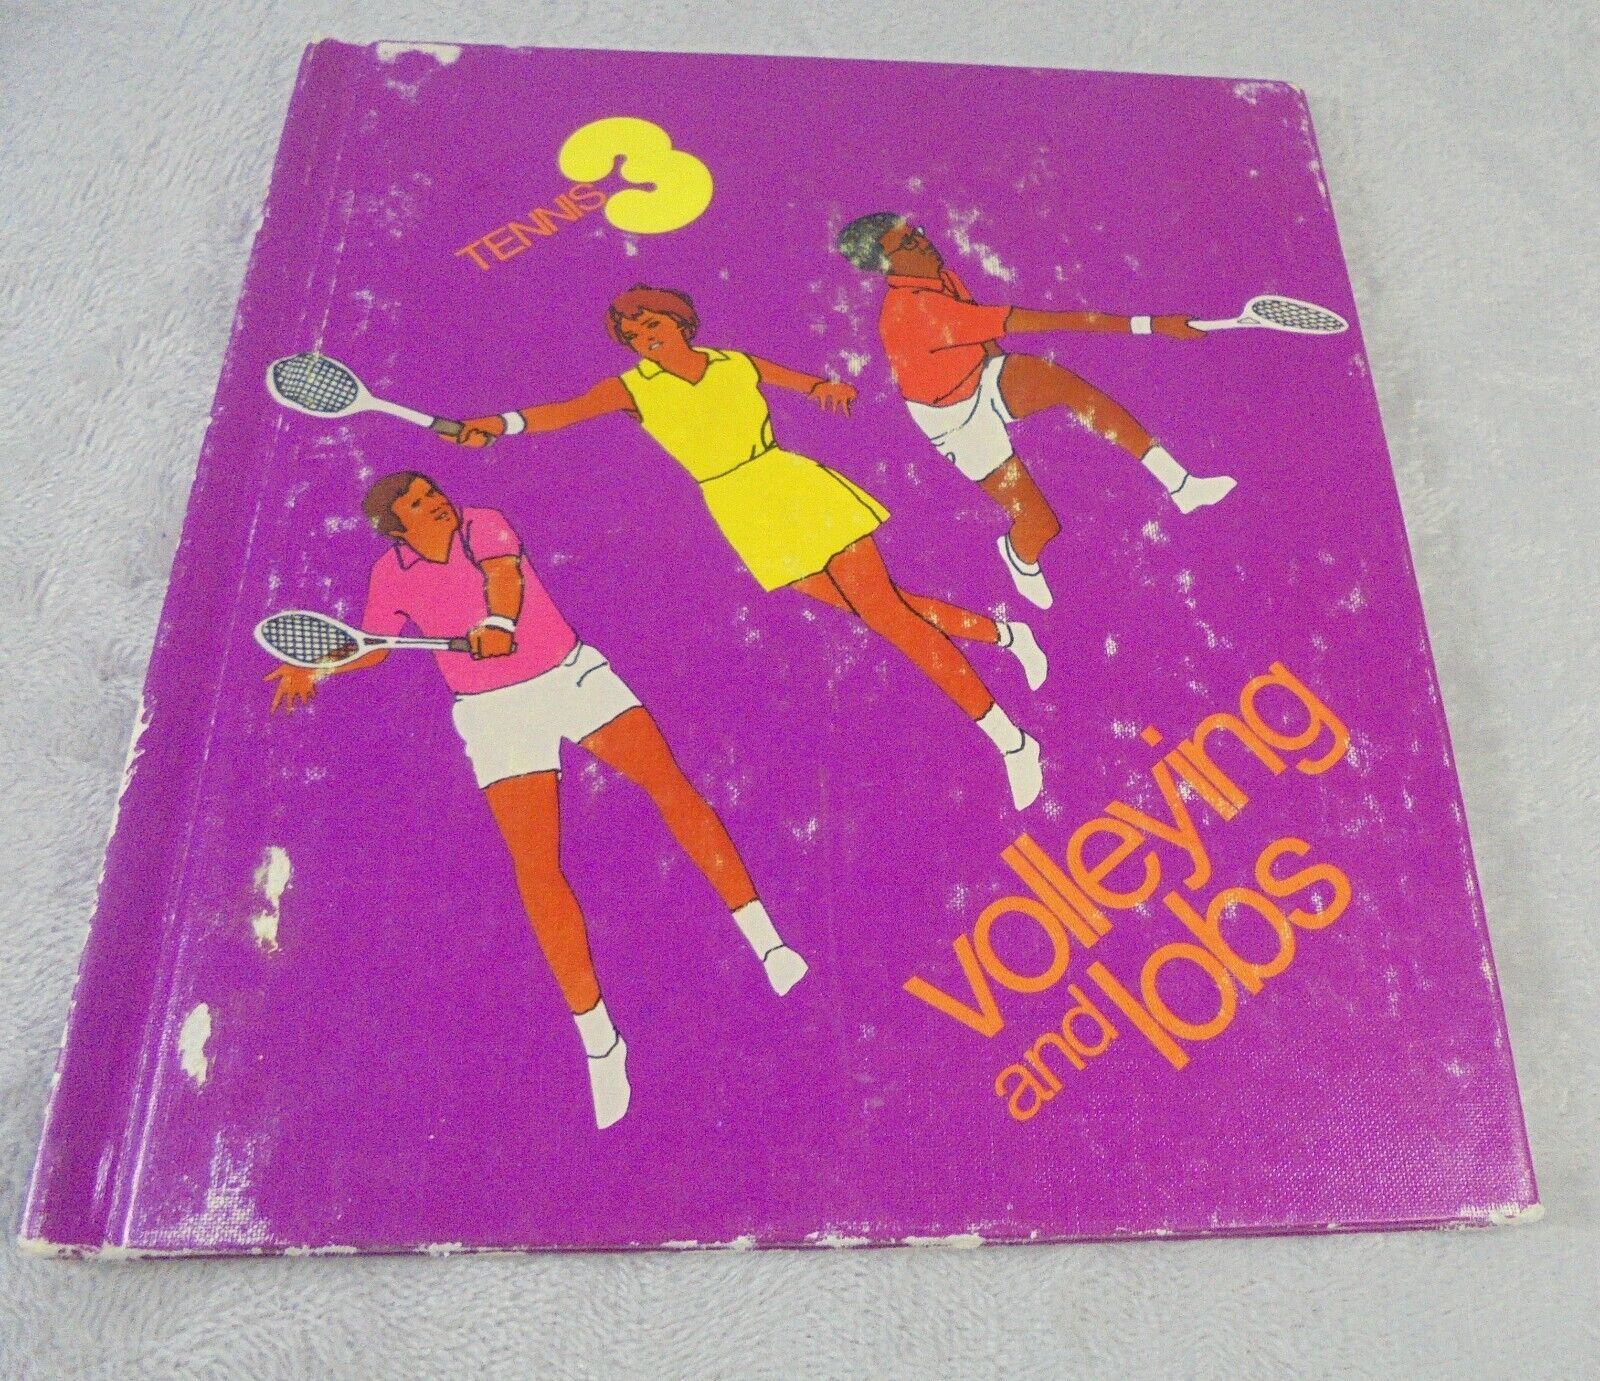 TENNIS 3
volleying
and lobs